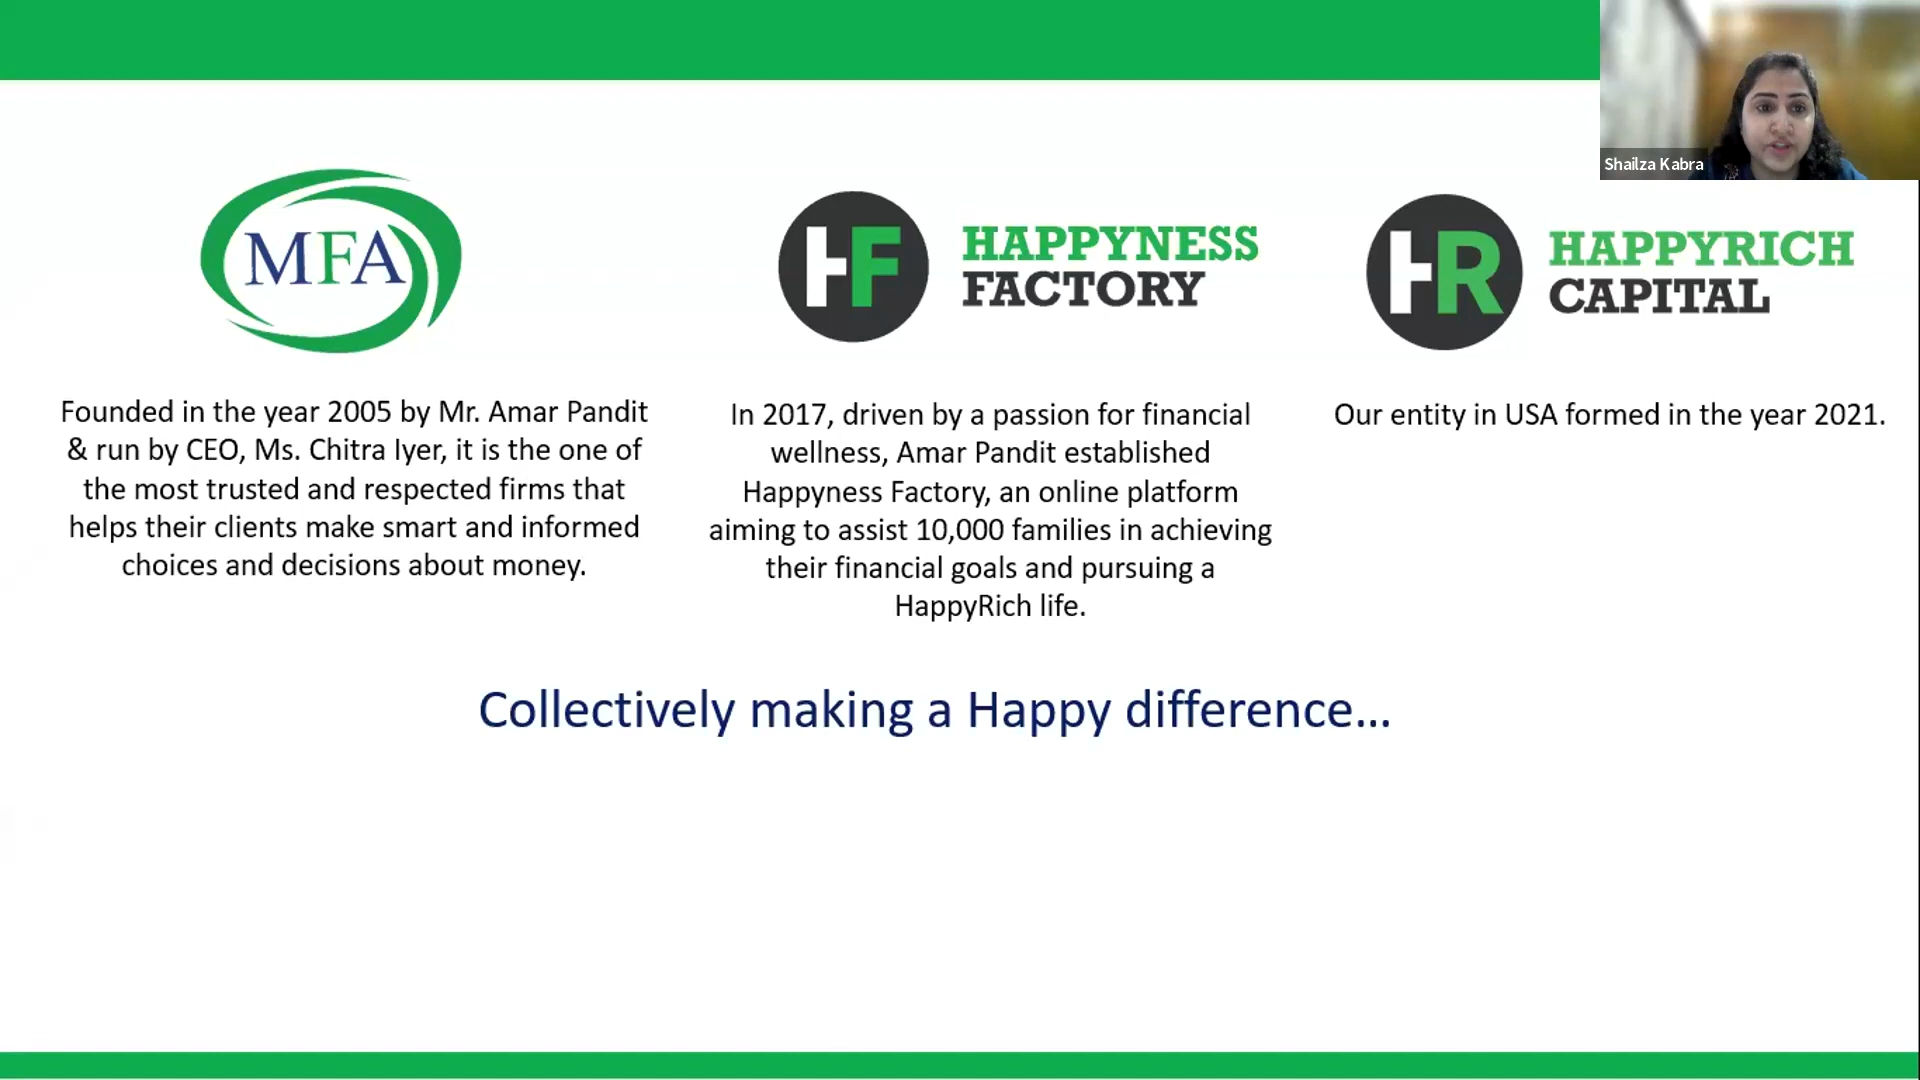 Shailza Kabra
MFA
HF
HAPPYNESS
FACTORY
HR
HAPPYRICH
CAPITAL
Founded in the year 2005 by Mr. Amar Pandit
& run by CEO, Ms. Chitra Iyer, it is the one of
the most trusted and respected firms that
helps their clients make smart and informed
choices and decisions about money.
In 2017, driven by a passion for financial
wellness, Amar Pandit established
Happyness Factory, an online platform
aiming to assist 10,000 families in achieving
their financial goals and pursuing a
HappyRich life.
Our entity in USA formed in the year 2021.
Collectively making a Happy difference...